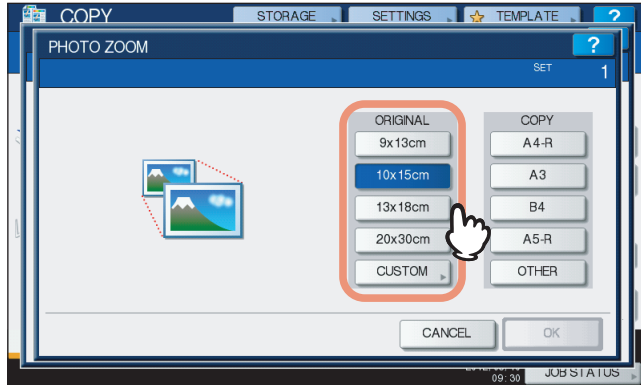 COPY STORAGE SETTINGS TEMPLATE ?
PHOTO ZOOM ?
SET 1
ORIGINAL COPY
9x13cm A4-R
10x15cm A3
13x18cm B4
20x30cm A5-R
CUSTOM OTHER
CANCEL OK
09:30 JOB STATUS